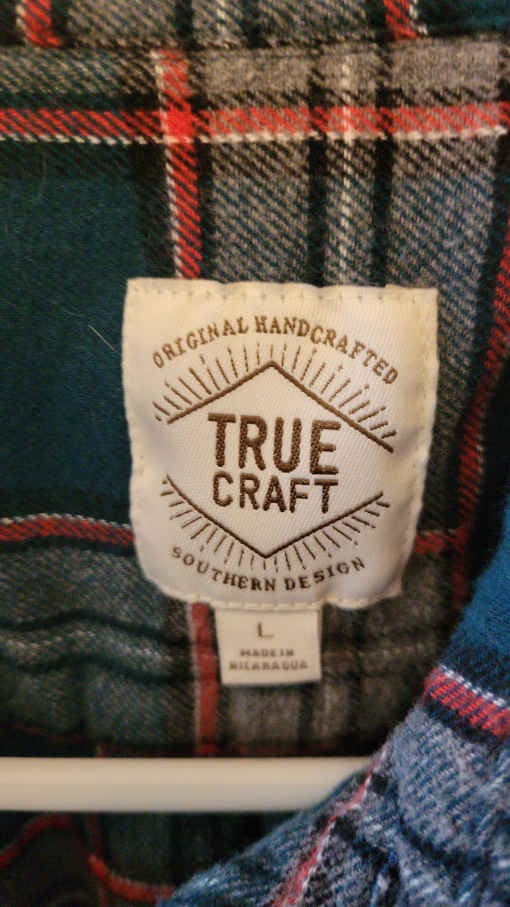 ORIGINAL HANDCRAFTED
TRUE
CRAFT
SOUTHERN DESIGN
L
MADE IN
NICARAGUA